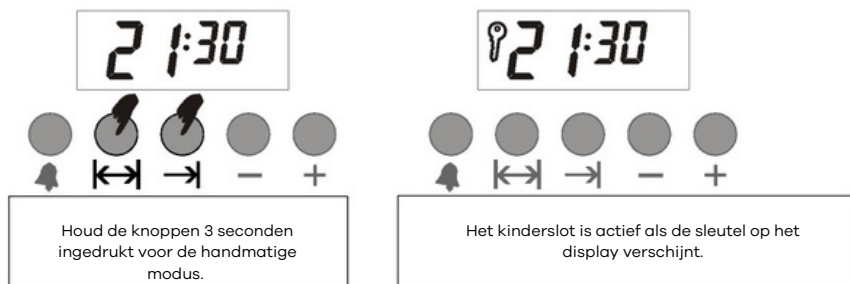 21:30
21:30
− +
− +
Houd de knoppen 3 seconden
ingedrukt voor de handmatige
modus.
Het kinderslot is actief als de sleutel op het
display verschijnt.